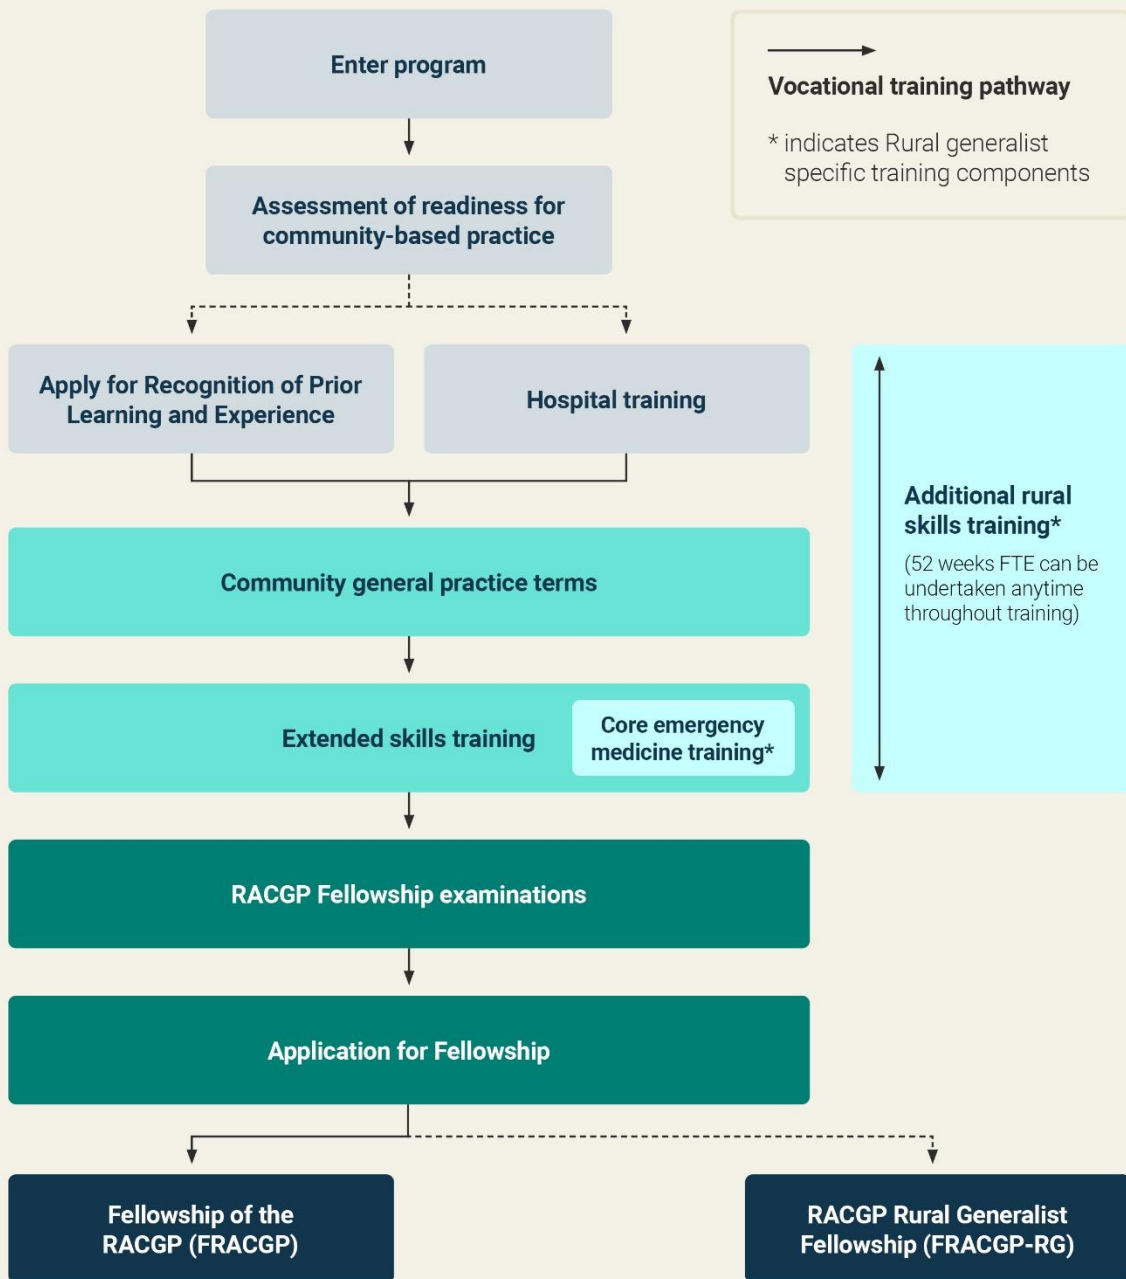 Enter program
Vocational training pathway
* indicates Rural generalist
specific training components
Assessment of readiness for
community-based practice
Apply for Recognition of Prior
Learning and Experience
Hospital training
Additional rural
skills training*
(52 weeks FTE can be
undertaken anytime
throughout training)
Community general practice terms
Extended skills training
Core emergency
medicine training*
RACGP Fellowship examinations
Application for Fellowship
Fellowship of the
RACGP (FRACGP)
RACGP Rural Generalist
Fellowship (FRACGP-RG)